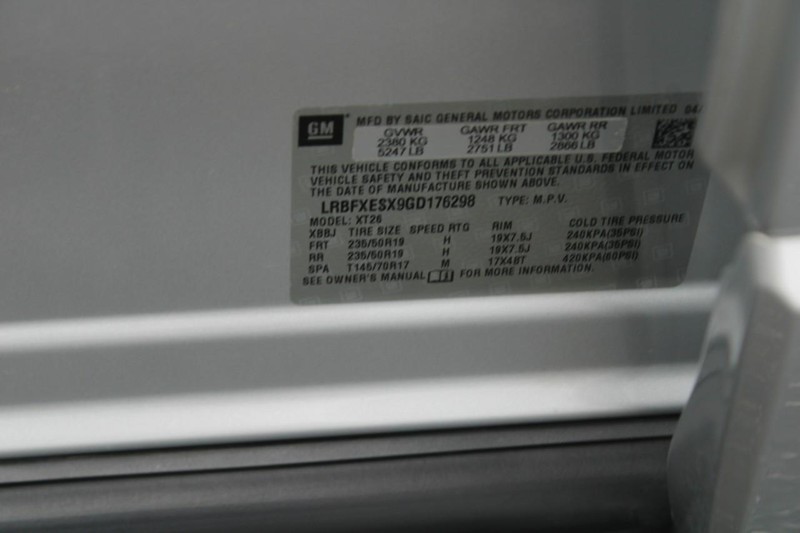 GM
MFD BY SAIC GENERAL MOTORS CORPORATION LIMITED 04/
GVWR GAWR FRT GAWR RR
2380 KG 1248 KG 1300 KG
5247 LB 2751 LB 2866 LB
THIS VEHICLE CONFORMS TO ALL APPLICABLE U.S. FEDERAL MOTOR
VEHICLE SAFETY AND THEFT PREVENTION STANDARDS IN EFFECT ON
THE DATE OF MANUFACTURE SHOWN ABOVE.
LRBFXESX9GD176298 TYPE: M.P.V.
MODEL: XT26
XBBJ TIRE SIZE SPEED RTG RIM COLD TIRE PRESSURE
FRT 235/50R19 H 19X7.5J 240KPA(35PSI)
RR 235/50R19 H 19X7.5J 240KPA(35PSI)
SPA T145/70R17 M 17X4BT 420KPA(60PSI)
SEE OWNER'S MANUAL FOR MORE INFORMATION.